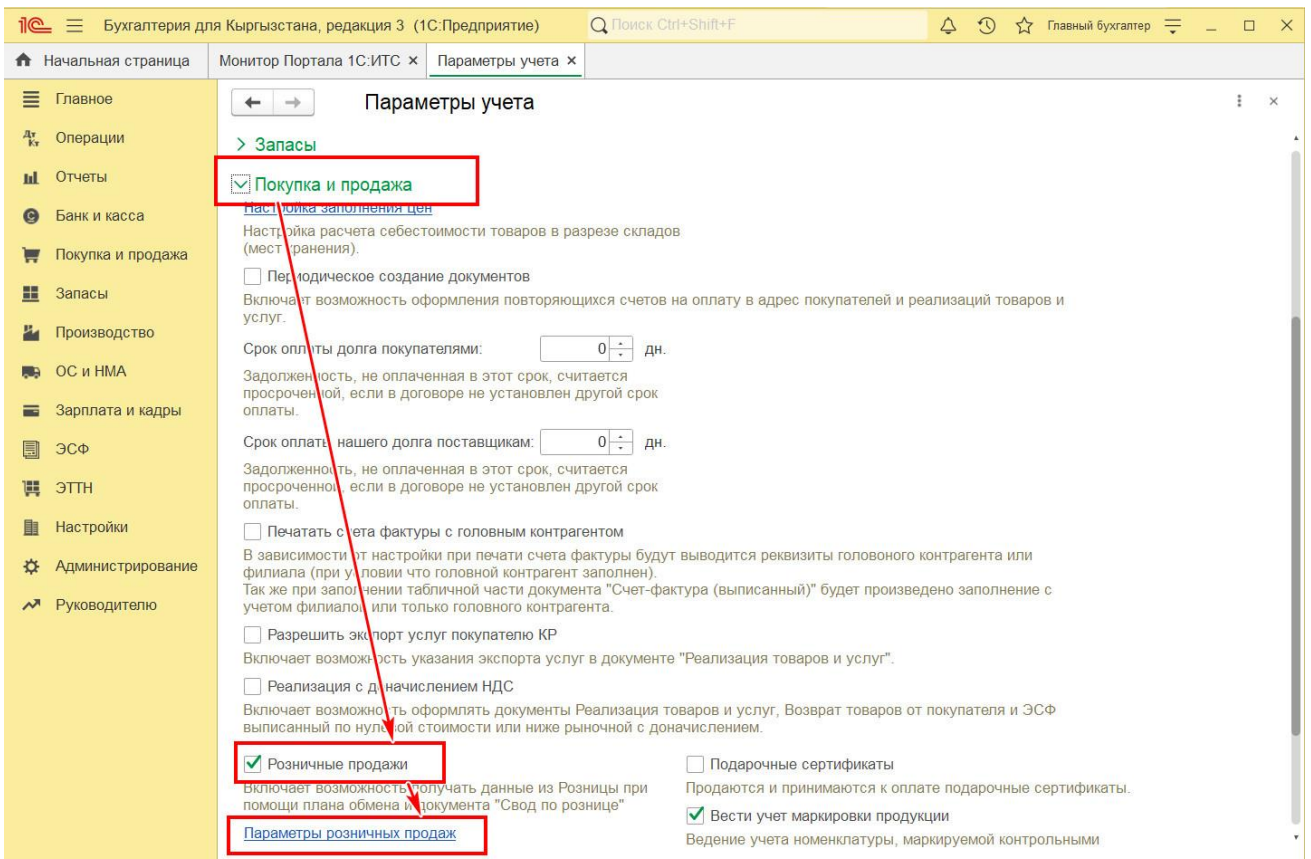 1С Бухгалтерия для Кыргызстана, редакция 3 (1С:Предприятие) Поиск Ctrl+Shift+F Главный бухгалтер
Начальная страница Монитор Портала 1С:ИТС × Параметры учета ×
Главное
Операции
Отчеты
Банк и касса
Покупка и продажа
Запасы
Производство
ОС и НМА
Зарплата и кадры
ЭСФ
ЭТТН
Настройки
Администрирование
Руководителю
Параметры учета
Запасы
Покупка и продажа
Настройка заполнения цен
Настройка расчета себестоимости товаров в разрезе складов
(мест хранения).
Периодическое создание документов
Включает возможность оформления повторяющихся счетов на оплату в адрес покупателей и реализаций товаров и
услуг.
Срок оплаты долга покупателями: 0 дн.
Задолженность, не оплаченная в этот срок, считается
просроченной, если в договоре не установлен другой срок
оплаты.
Срок оплаты нашего долга поставщикам: 0 дн.
Задолженность, не оплаченная в этот срок, считается
просроченной, если в договоре не установлен другой срок
оплаты.
Печатать счета фактуры с головным контрагентом
В зависимости от настройки при печати счета фактуры будут выводится реквизиты головоного контрагента или
филиала (при условии что головной контрагент заполнен).
Так же при заполнении табличной части документа "Счет-фактура (выписанный)" будет произведено заполнение с
учетом филиалов или только головного контрагента.
Разрешить экспорт услуг покупателю КР
Включает возможность указания экспорта услуг в документе "Реализация товаров и услуг".
Реализация с доначислением НДС
Включает возможность оформлять документы Реализация товаров и услуг, Возврат товаров от покупателя и ЭСФ
выписанный по нулевой стоимости или ниже рыночной с доначислением.
Розничные продажи
Включает возможность получать данные из Розницы при
помощи плана обмена и документа "Свод по рознице"
Параметры розничных продаж
Подарочные сертификаты
Продаются и принимаются к оплате подарочные сертификаты.
Вести учет маркировки продукции
Ведение учета номенклатуры, маркируемой контрольными